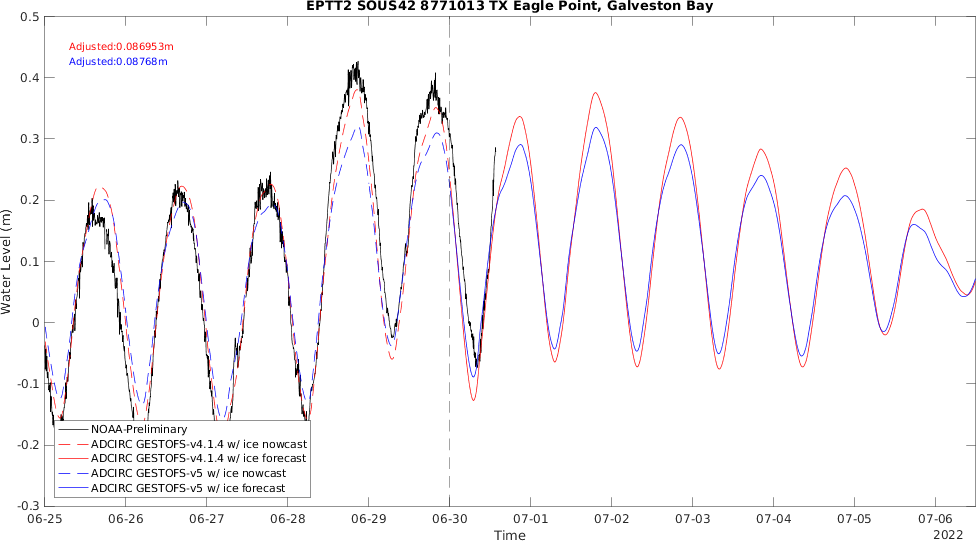 EPTT2 SOUS42 8771013 TX Eagle Point, Galveston Bay
Adjusted:0.086953m
Adjusted:0.08768m
0.5
0.4
0.3
0.2
0.1
0
-0.1
-0.2
-0.3
Water Level (m)
NOAA-Preliminary
ADCIRC GESTOFS-v4.1.4 w/ ice nowcast
ADCIRC GESTOFS-v4.1.4 w/ ice forecast
ADCIRC GESTOFS-v5 w/ ice nowcast
ADCIRC GESTOFS-v5 w/ ice forecast
06-25 06-26 06-27 06-28 06-29 06-30 07-01 07-02 07-03 07-04 07-05 07-06
Time
2022